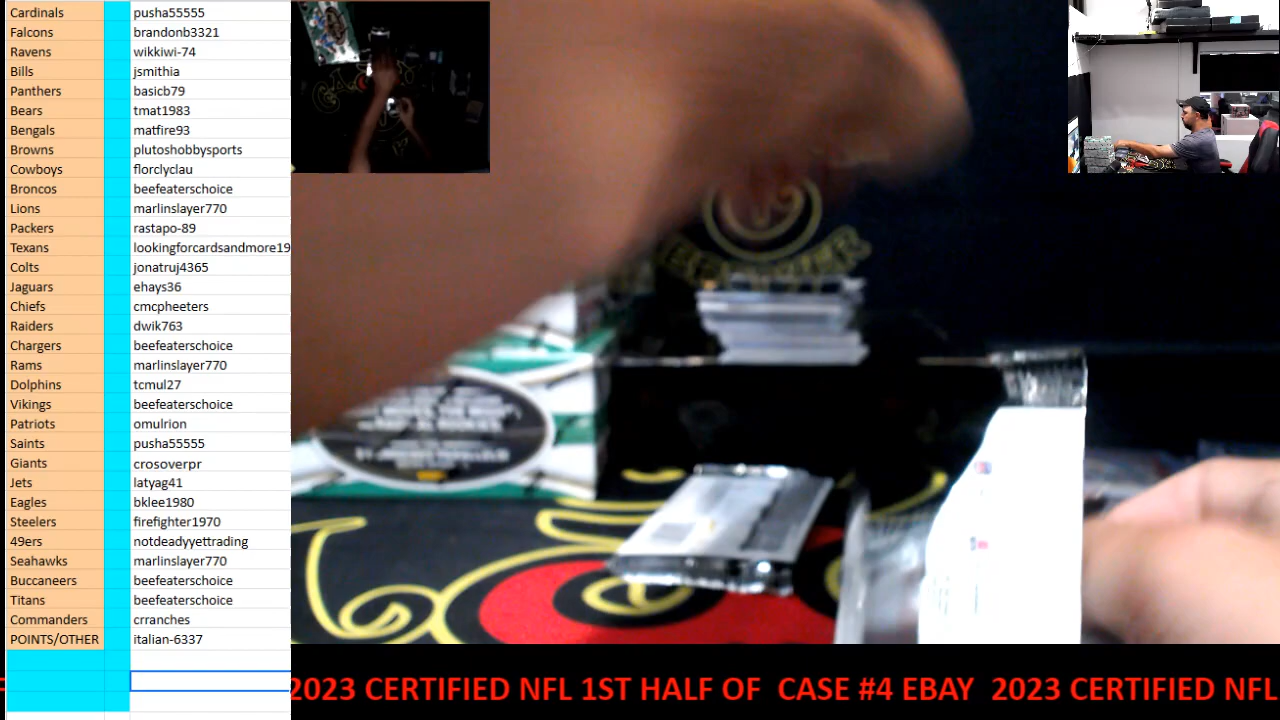 Cardinals pusha55555
Falcons brandonb3321
Ravens wikkiwi-74
Bills jsmithia
Panthers basicb79
Bears tmat1983
Bengals matfire93
Browns plutoshobbysports
Cowboys florclyclau
Broncos beefeaterschoice
Lions marlinslayer770
Packers rastapo-89
Texans lookingforcardsandmore19
Colts jonatruj4365
Jaguars ehays36
Chiefs cmcpheeters
Raiders dwik763
Chargers beefeaterschoice
Rams marlinslayer770
Dolphins tcmul27
Vikings beefeaterschoice
Patriots omulrion
Saints pusha55555
Giants crosoverpr
Jets latyag41
Eagles bklee1980
Steelers firefighter1970
49ers notdeadyyettrading
Seahawks marlinslayer770
Buccaneers beefeaterschoice
Titans beefeaterschoice
Commanders crranches
POINTS/OTHER italian-6337
2023 CERTIFIED NFL 1ST HALF OF CASE #4 EBAY 2023 CERTIFIED NFL